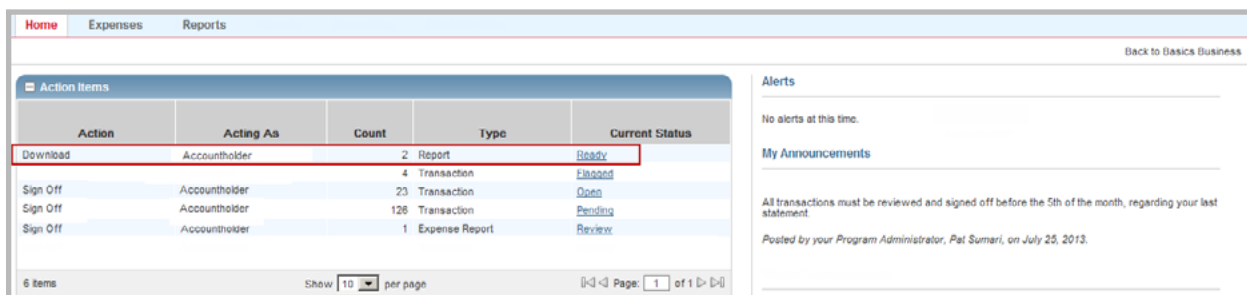 Home Expenses Reports
Back to Basics Business
Action Items
Action Acting As Count Type Current Status
Download Accountholder 2 Report Ready
4 Transaction Flagged
Sign Off Accountholder 23 Transaction Open
Sign Off Accountholder 126 Transaction Pending
Sign Off Accountholder 1 Expense Report Review
6 items Show 10 per page Page: 1 of 1
Alerts
No alerts at this time.
My Announcements
All transactions must be reviewed and signed off before the 5th of the month, regarding your last
statement.
Posted by your Program Administrator, Pat Sumari, on July 25, 2013.